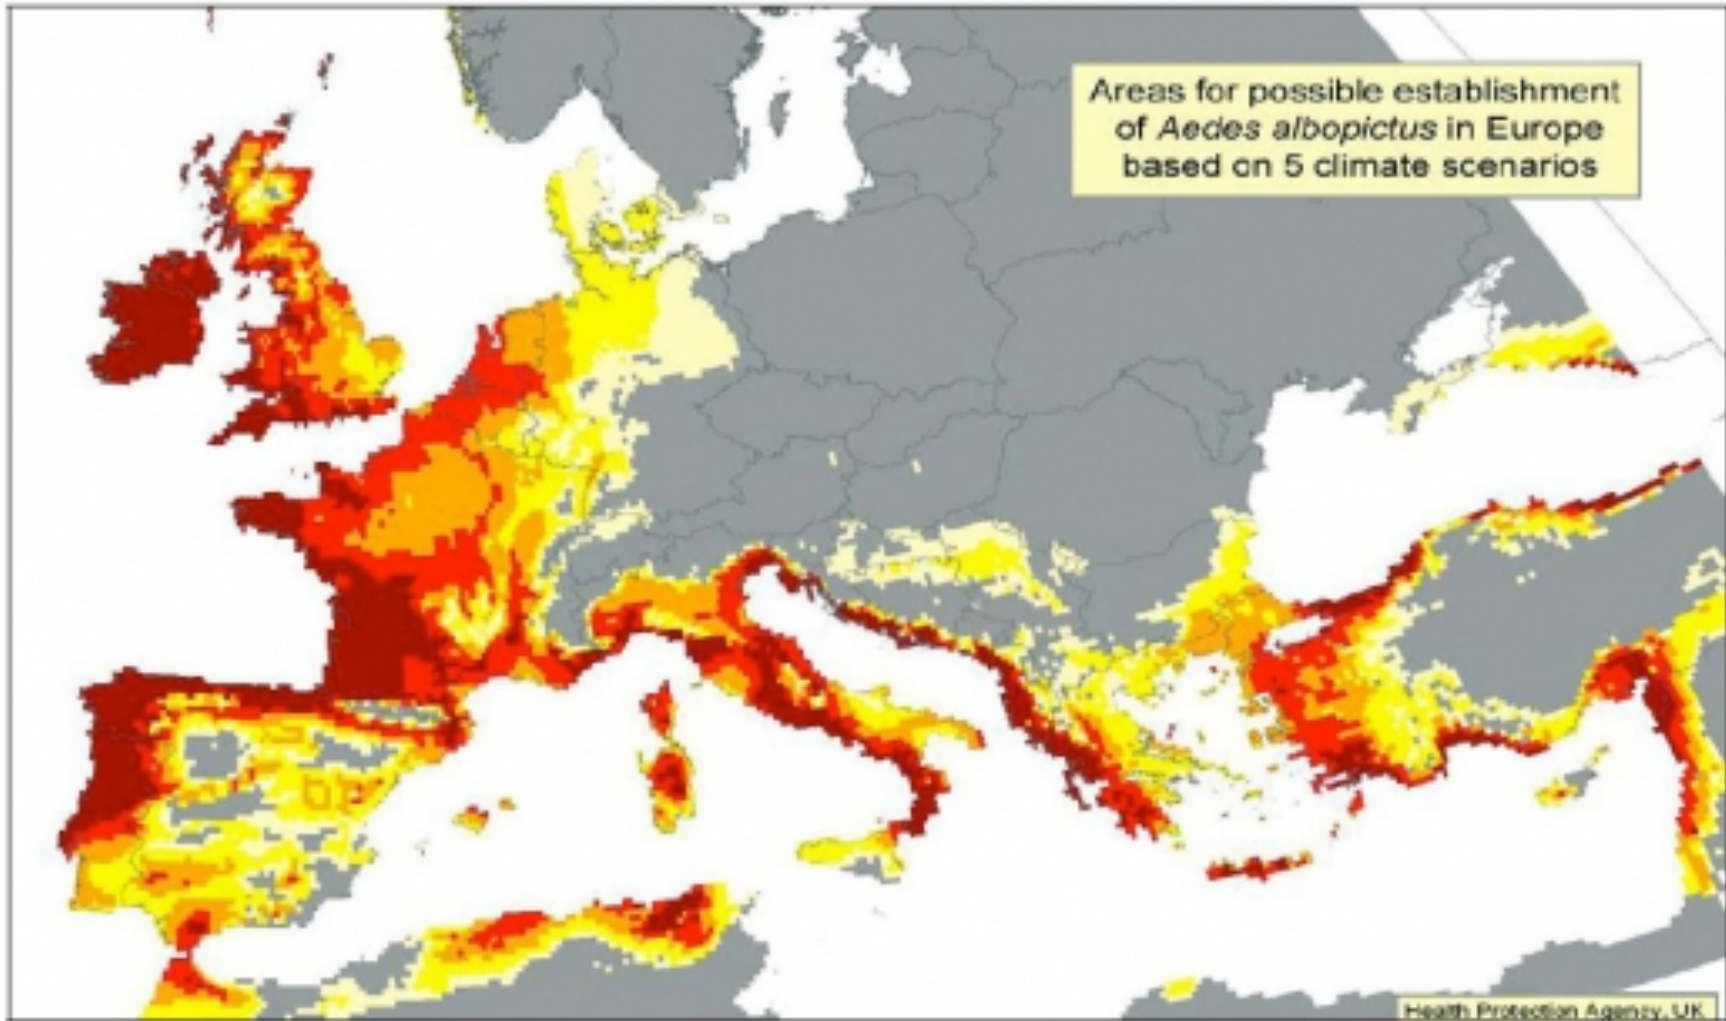 Areas for possible establishment
of Aedes albopictus in Europe
based on 5 climate scenarios
Health Protection Agency, UK